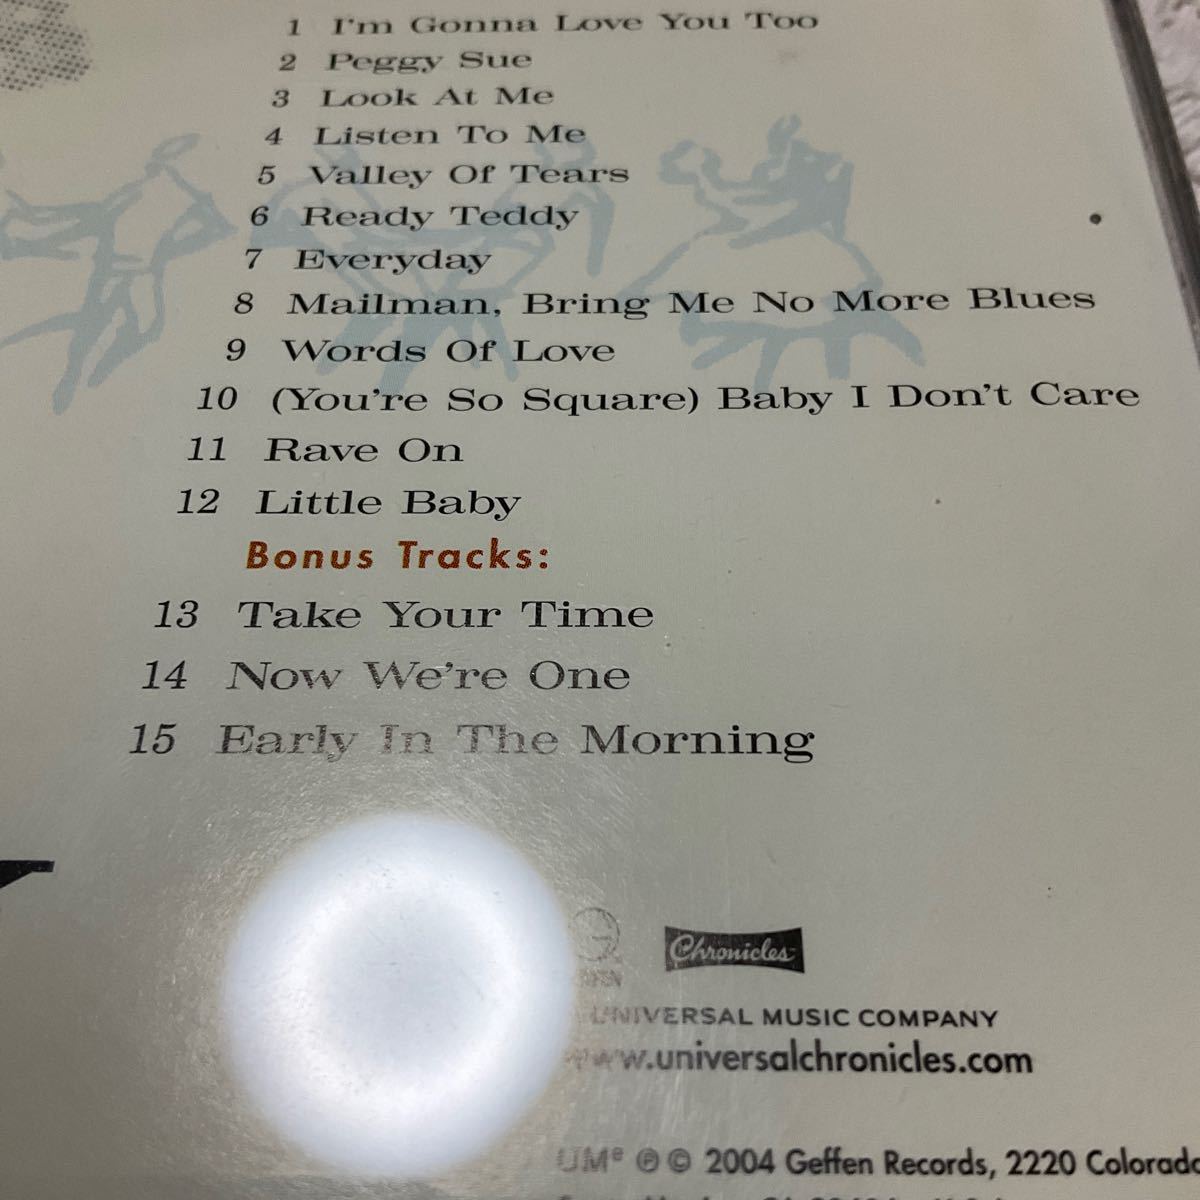 1 I'm Gonna Love You Too
2 Peggy Sue
3 Look At Me
4 Listen To Me
5 Valley Of Tears
6 Ready Teddy
7 Everyday
8 Mailman, Bring Me No More Blues
9 Words Of Love
10 (You're So Square) Baby I Don't Care
11 Rave On
12 Little Baby
Bonus Tracks:
13 Take Your Time
14 Now We're One
15 Early In The Morning
Chronicles
UNIVERSAL MUSIC COMPANY
www.universalchronicles.com
℗ © 2004 Geffen Records, 2220 Colorado